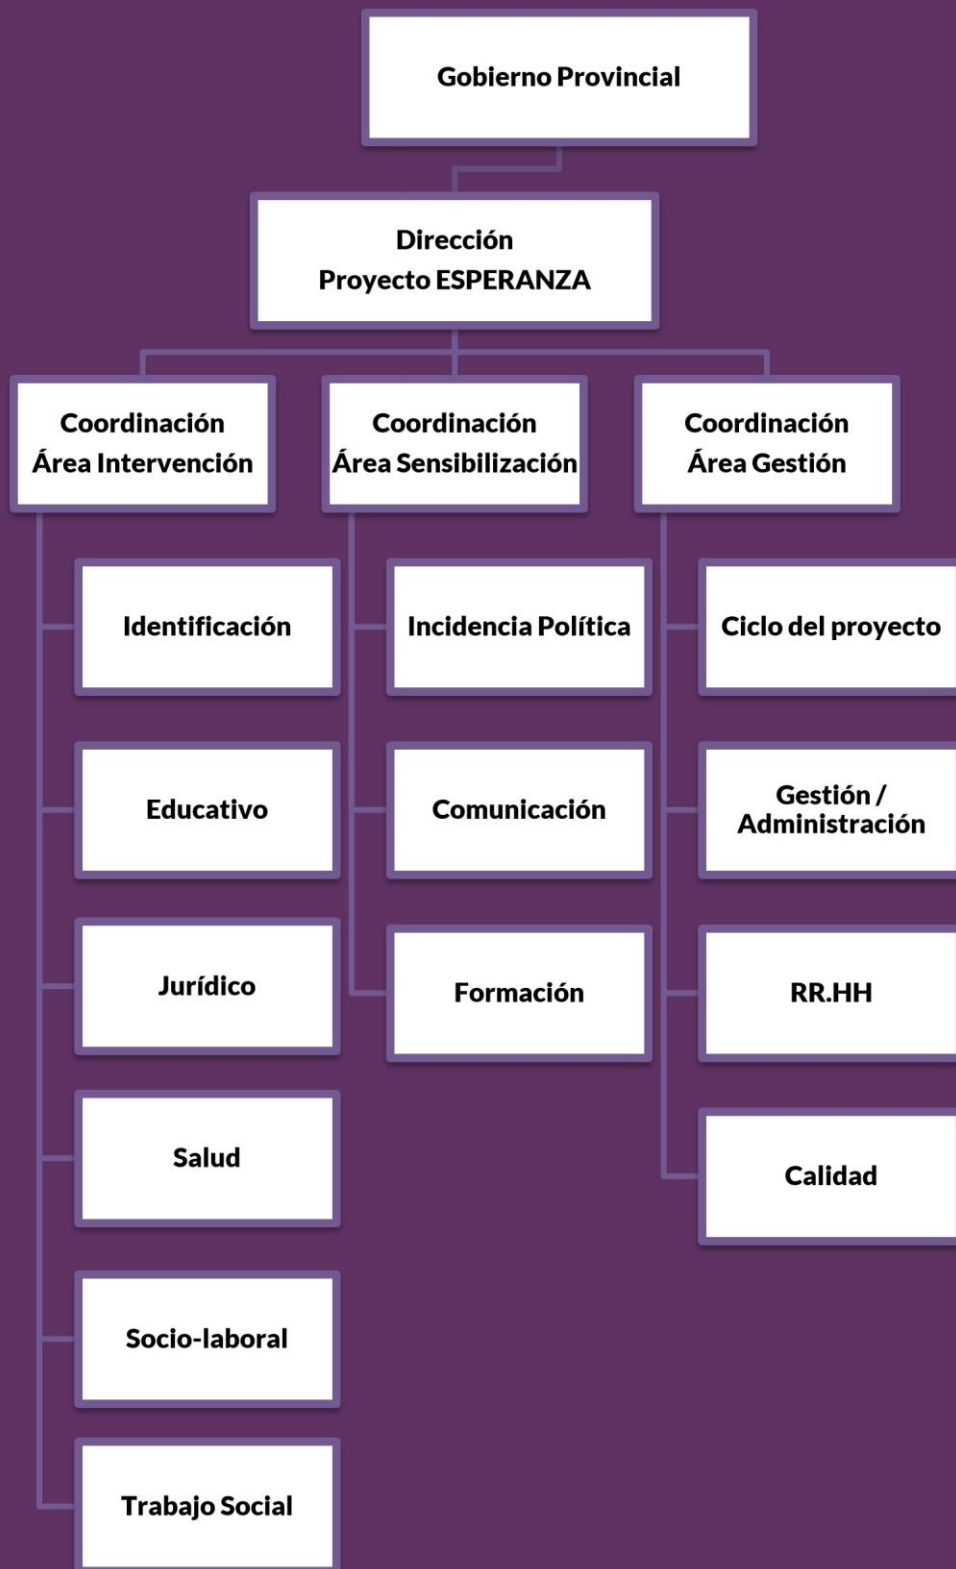 Gobierno Provincial
Dirección
Proyecto ESPERANZA
Coordinación
Área Intervención
Coordinación
Área Sensibilización
Coordinación
Área Gestión
Identificación
Educativo
Jurídico
Salud
Socio-laboral
Trabajo Social
Incidencia Política
Comunicación
Formación
Ciclo del proyecto
Gestión /
Administración
RR.HH
Calidad